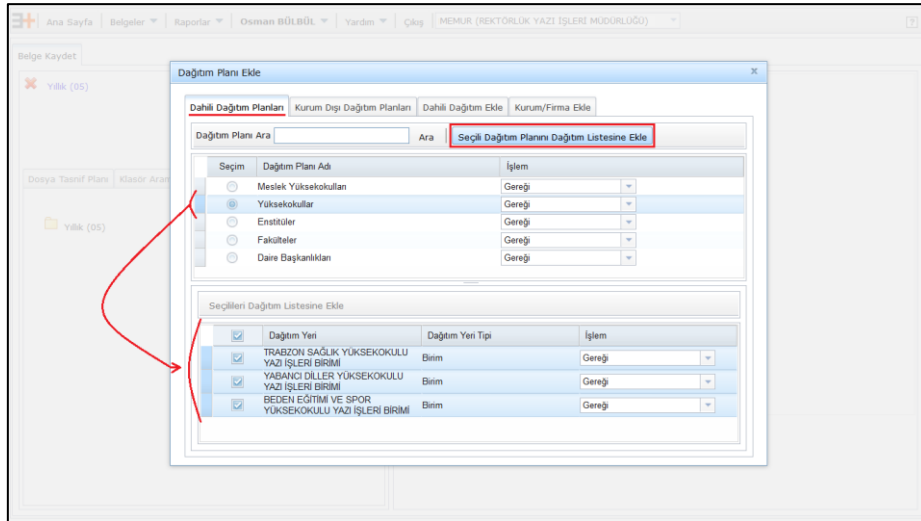 Ana Sayfa Belgeler Raporlar Osman BÜLBÜL Yardım Çıkış MEMUR (REKTÖRLÜK YAZI İŞLERİ MÜDÜRLÜĞÜ) ?
Belge Kaydet
Yıllık (05)
Dağıtım Planı Ekle x
Dahili Dağıtım Planları Kurum Dışı Dağıtım Planları Dahili Dağıtım Ekle Kurum/Firma Ekle
Dağıtım Planı Ara Ara Seçili Dağıtım Planını Dağıtım Listesine Ekle
Seçim Dağıtım Planı Adı İşlem
Dosya Tasnif Planı Klasör Aran
Meslek Yüksekokulları Gereği
Yüksekokullar Gereği
Enstitüler Gereği
Yıllık (05)
Fakülteler Gereği
Daire Başkanlıkları Gereği
Seçilileri Dağıtım Listesine Ekle
Dağıtım Yeri Dağıtım Yeri Tipi İşlem
TRABZON SAĞLIK YÜKSEKOKULU
YAZI İŞLERİ BİRİMİ Birim Gereği
YABANCI DİLLER YÜKSEKOKULU
YAZI İŞLERİ BİRİMİ Birim Gereği
BEDEN EĞİTİMİ VE SPOR
YÜKSEKOKULU YAZI İŞLERİ BİRİMİ Birim Gereği